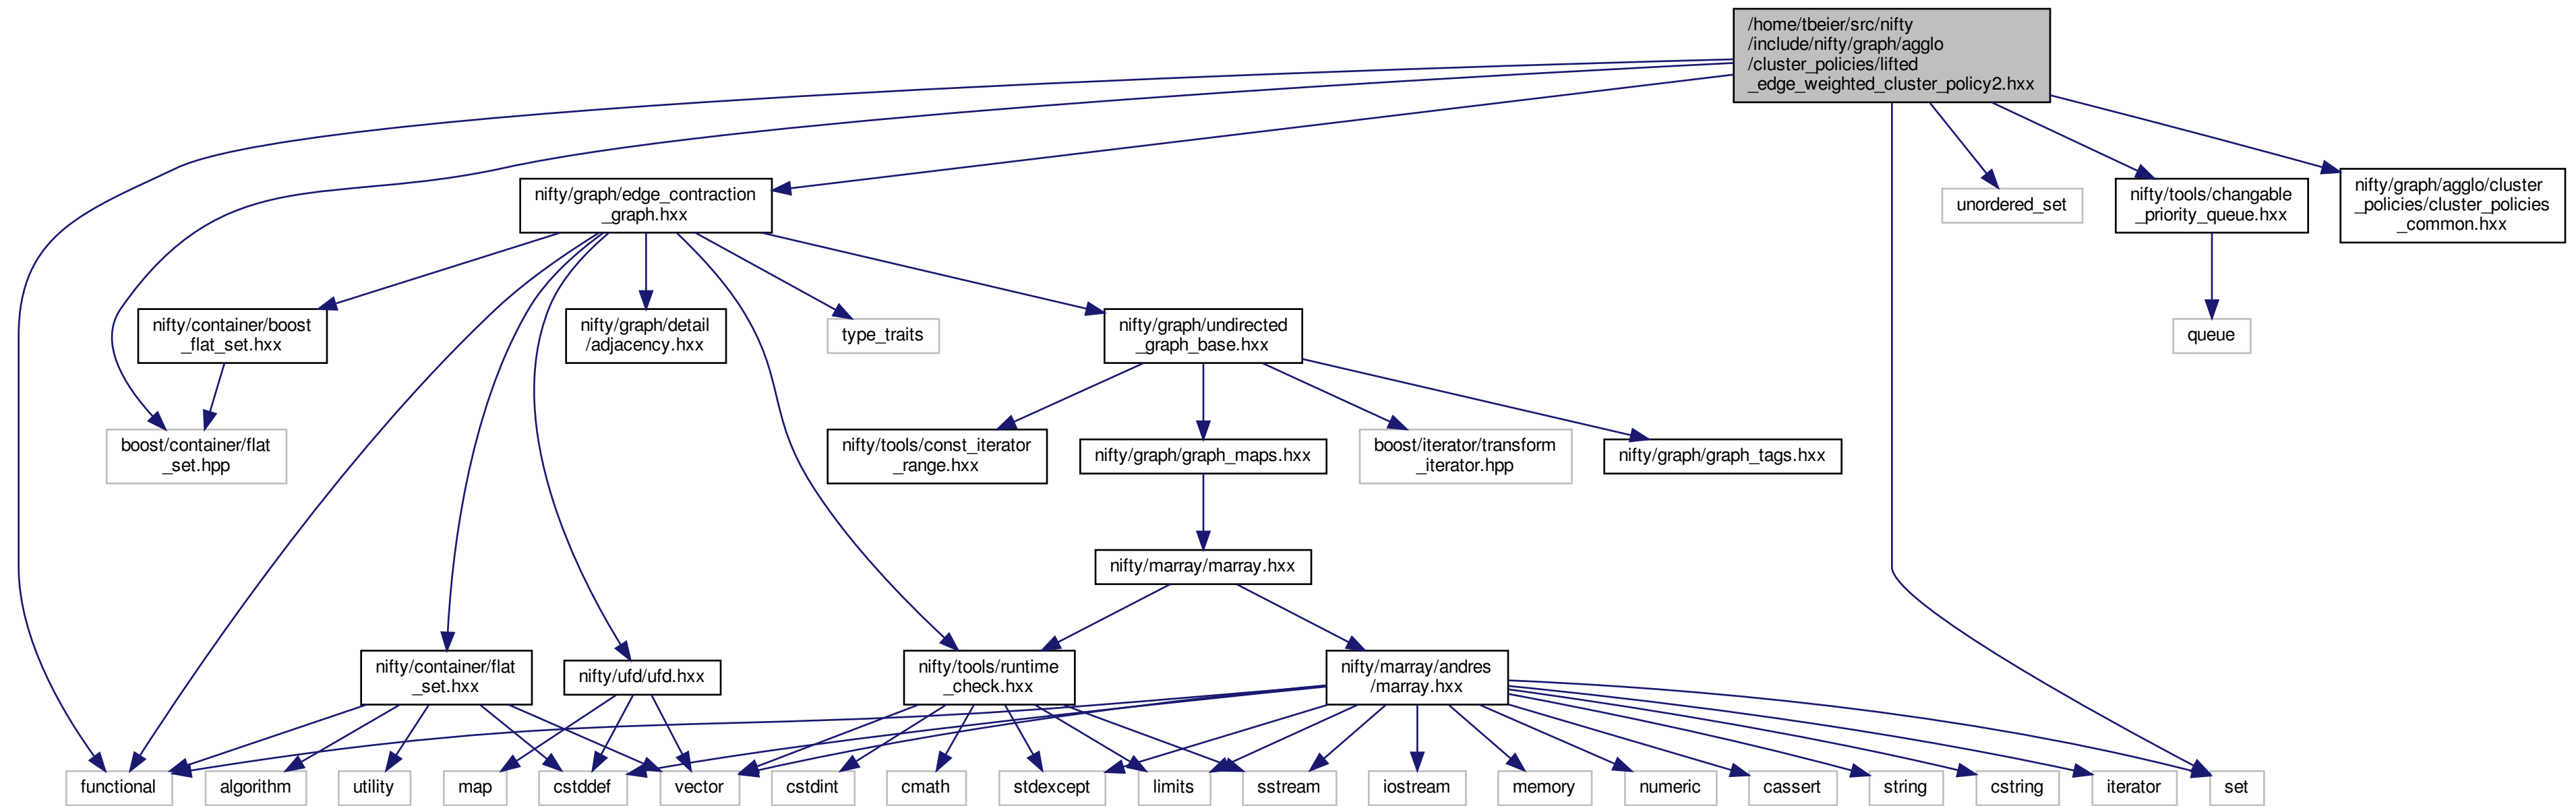 /home/tbeier/src/nifty
/include/nifty/graph/agglo
/cluster_policies/lifted
_edge_weighted_cluster_policy2.hxx
nifty/graph/edge_contraction
_graph.hxx
unordered_set
nifty/tools/changable
_priority_queue.hxx
nifty/graph/agglo/cluster
_policies/cluster_policies
_common.hxx
nifty/container/boost
_flat_set.hxx
nifty/graph/detail
/adjacency.hxx
type_traits
nifty/graph/undirected
_graph_base.hxx
queue
boost/container/flat
_set.hpp
nifty/tools/const_iterator
_range.hxx
nifty/graph/graph_maps.hxx
boost/iterator/transform
_iterator.hpp
nifty/graph/graph_tags.hxx
nifty/marray/marray.hxx
nifty/container/flat
_set.hxx
nifty/ufd/ufd.hxx
nifty/tools/runtime
_check.hxx
nifty/marray/andres
/marray.hxx
functional
algorithm
utility
map
cstddef
vector
cstdint
cmath
stdexcept
limits
sstream
iostream
memory
numeric
cassert
string
cstring
iterator
set